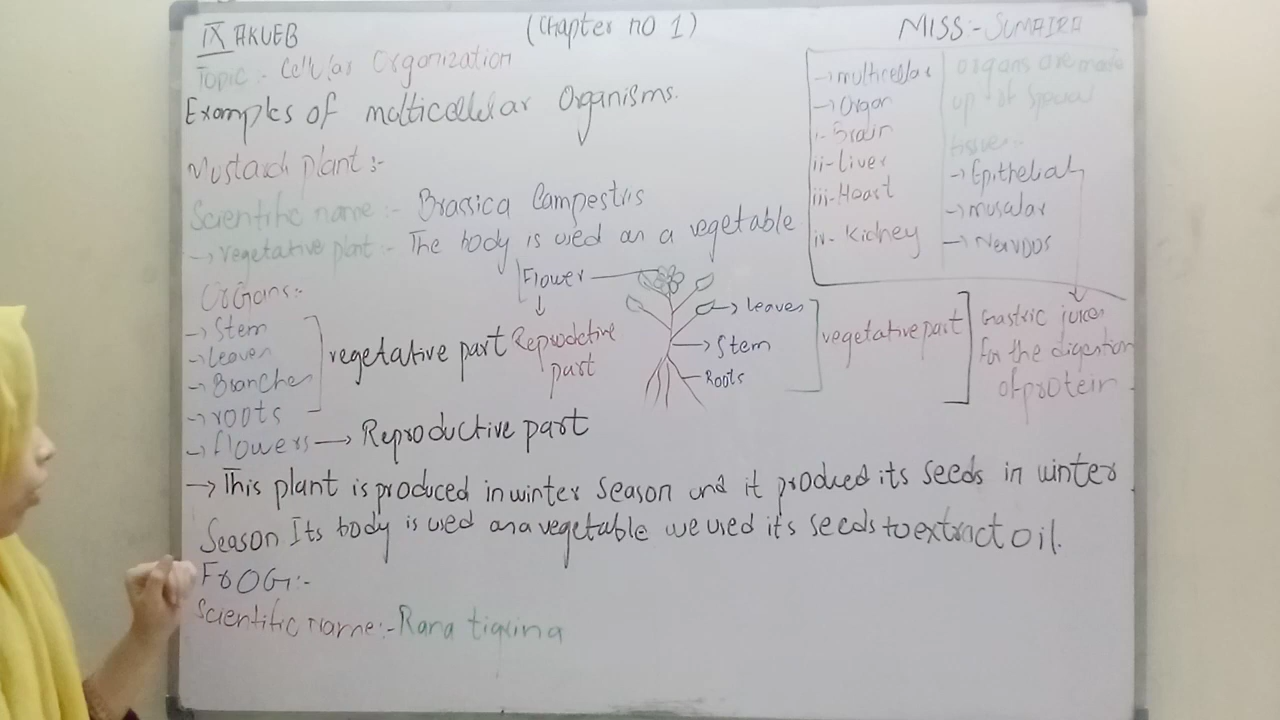 IX AKUEB
(Chapter no 1)
MISS:- SUMAIRA
Topic:- Cellular Organization
Examples of multicellular Organisms.
Mustard plant:-
Scientific name:- Brassica Campestris
→ vegetative plant:- The body is used as a vegetable
Organs:-
→ Stem
→ Leaves
→ Branches
→ roots
vegetative part
→ flowers → Reproductive part
Flower
Reproductive
part
→ leaves
→ Stem
Roots
vegetative part
→ multicellular
→ Organ
i- Brain
ii- Liver
iii- Heart
iv- Kidney
organs are made
up of special
tissue.
→ Epithelial
→ muscular
→ Nervous
Gastric juices
for the digestion
of protein
→ This plant is produced in winter Season and it produced its seeds in winter
Season Its body is used as a vegetable we used it's seeds to extract oil.
FrOG:-
Scientific name:- Rana tigrina